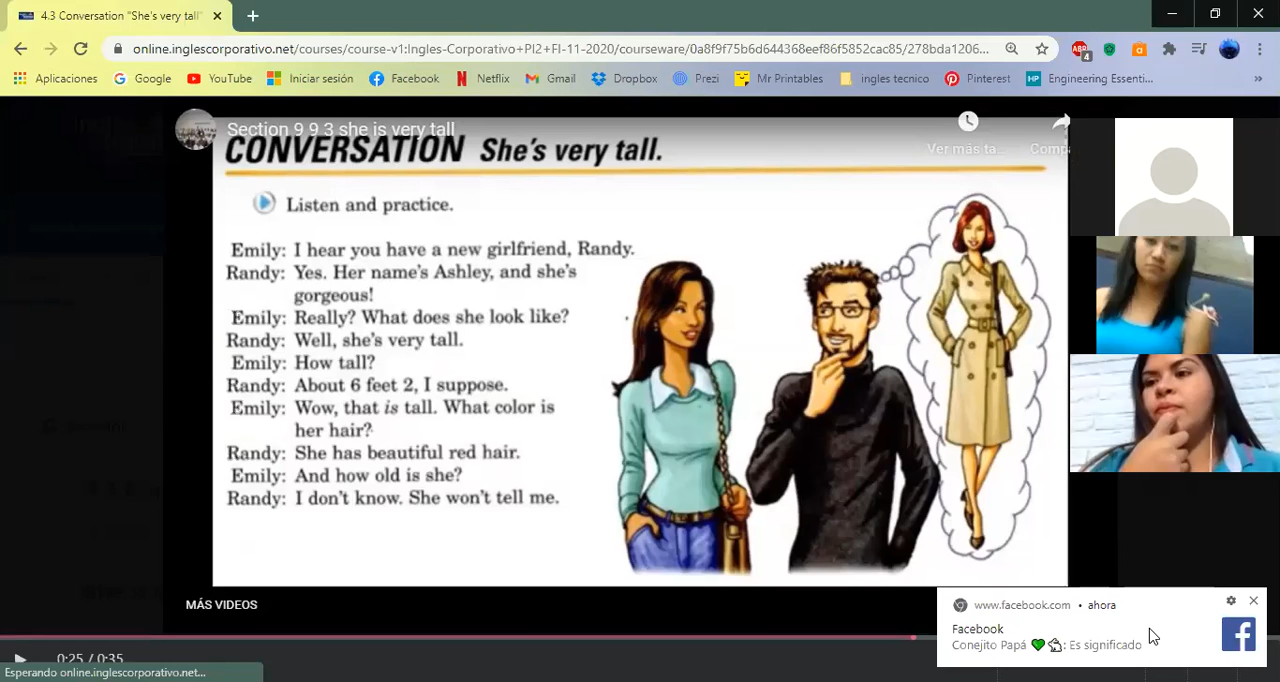 4.3 Conversation "She's very tall"
online.inglescorporativo.net/courses/course-v1:Ingles-Corporativo+PI2+FI-11-2020/courseware/0a8f9f75b6d644368eef86f5852cac85/278bda1206...
ABP
4
Aplicaciones
Google
YouTube
Iniciar sesión
Facebook
Netflix
Gmail
Dropbox
Prezi
Mr Printables
ingles tecnico
Pinterest
HP
Engineering Essenti...
»
Section 9 9 3 she is very tall
Ver más ta...
Comp
CONVERSATION She's very tall.
Listen and practice.
Emily: I hear you have a new girlfriend, Randy.
Randy: Yes. Her name's Ashley, and she's
gorgeous!
Emily: Really? What does she look like?
Randy: Well, she's very tall.
Emily: How tall?
Randy: About 6 feet 2, I suppose.
Emily: Wow, that is tall. What color is
her hair?
Randy: She has beautiful red hair.
Emily: And how old is she?
Randy: I don't know. She won't tell me.
MÁS VIDEOS
www.facebook.com • ahora
Facebook
Conejito Papá 💚🐇: Es significado
0:25 / 0:35
Esperando online.inglescorporativo.net...